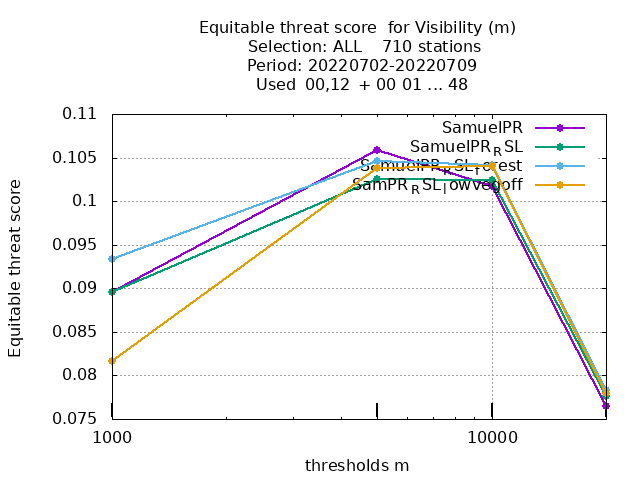 Equitable threat score for Visibility (m)
Selection: ALL 710 stations
Period: 20220702-20220709
Used 00,12 + 00 01 ... 48
Equitable threat score
0.11
0.105
0.1
0.095
0.09
0.085
0.08
0.075
SamuelPR
SamuelPR_RSL
SamuelPR_RSL_forest
SamPR_RSL_lowvegoff
1000
10000
thresholds m